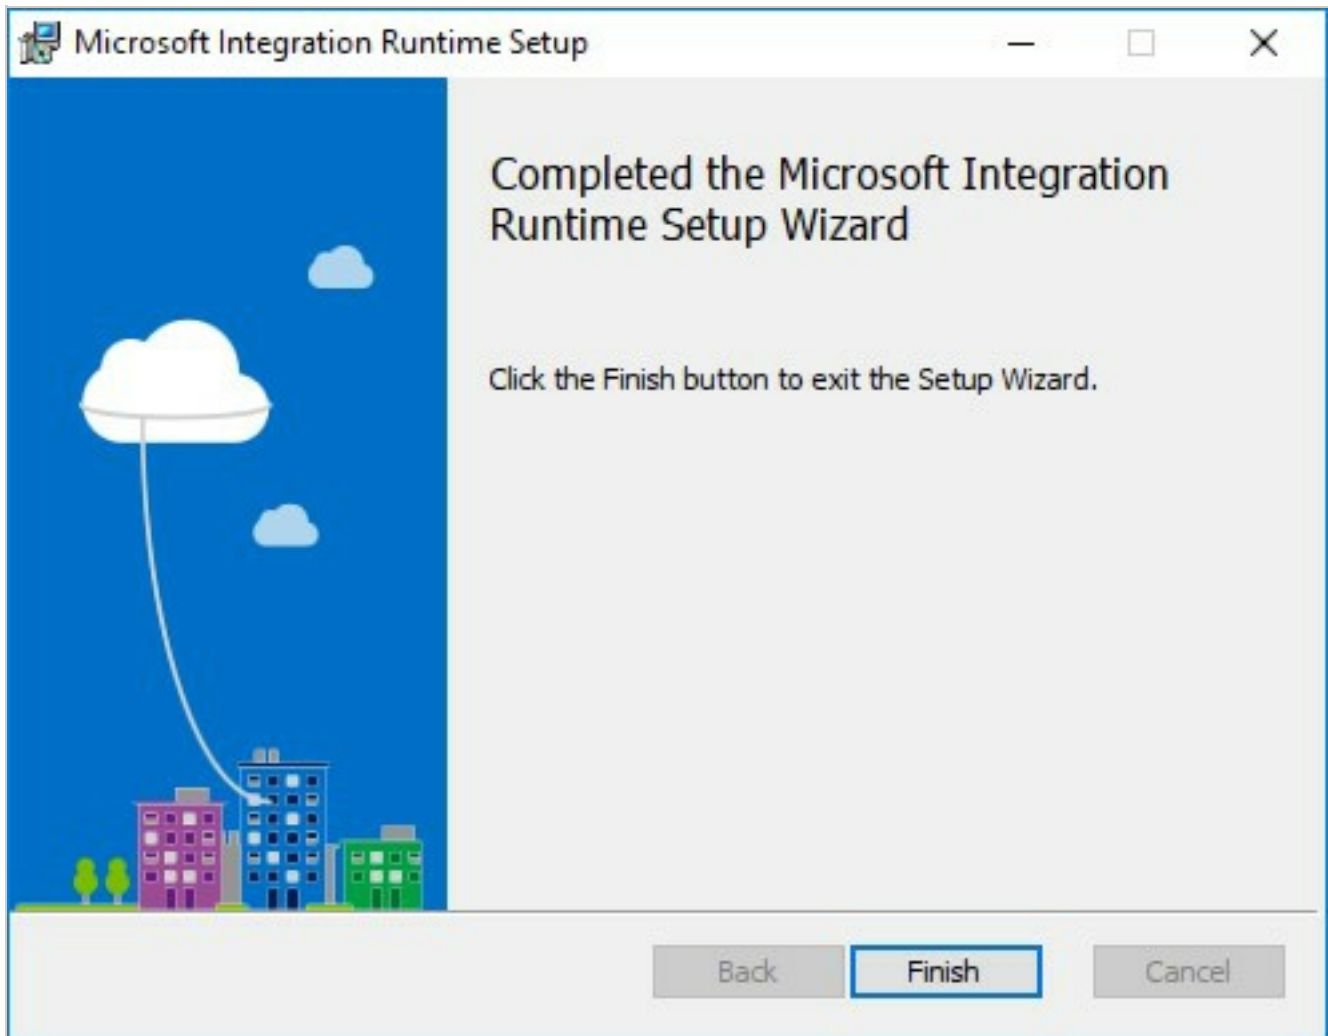 Microsoft Integration Runtime Setup
Completed the Microsoft Integration
Runtime Setup Wizard
Click the Finish button to exit the Setup Wizard.
Back
Finish
Cancel